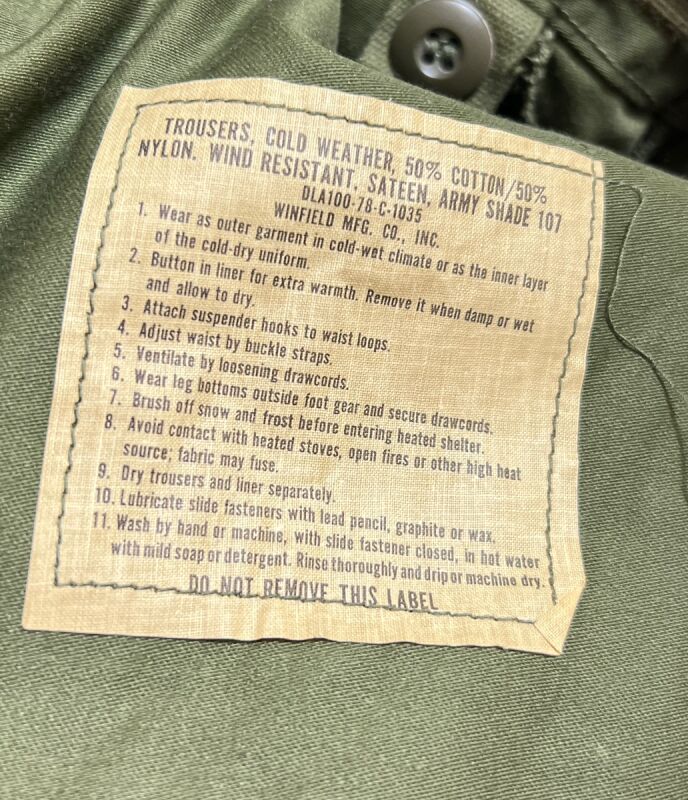 TROUSERS, COLD WEATHER, 50% COTTON/50%
NYLON. WIND RESISTANT, SATEEN, ARMY SHADE 107
DLA100-78-C-1035
WINFIELD MFG. CO., INC.
1. Wear as outer garment in cold-wet climate or as the inner layer
of the cold-dry uniform.
2. Button in liner for extra warmth. Remove it when damp or wet
and allow to dry.
3. Attach suspender hooks to waist loops.
4. Adjust waist by buckle straps.
5. Ventilate by loosening drawcords.
6. Wear leg bottoms outside foot gear and secure drawcords.
7. Brush off snow and frost before entering heated shelter.
8. Avoid contact with heated stoves, open fires or other high heat
source; fabric may fuse.
9. Dry trousers and liner separately.
10. Lubricate slide fasteners with lead pencil, graphite or wax.
11. Wash by hand or machine, with slide fastener closed, in hot water
with mild soap or detergent. Rinse thoroughly and drip or machine dry.
DO NOT REMOVE THIS LABEL